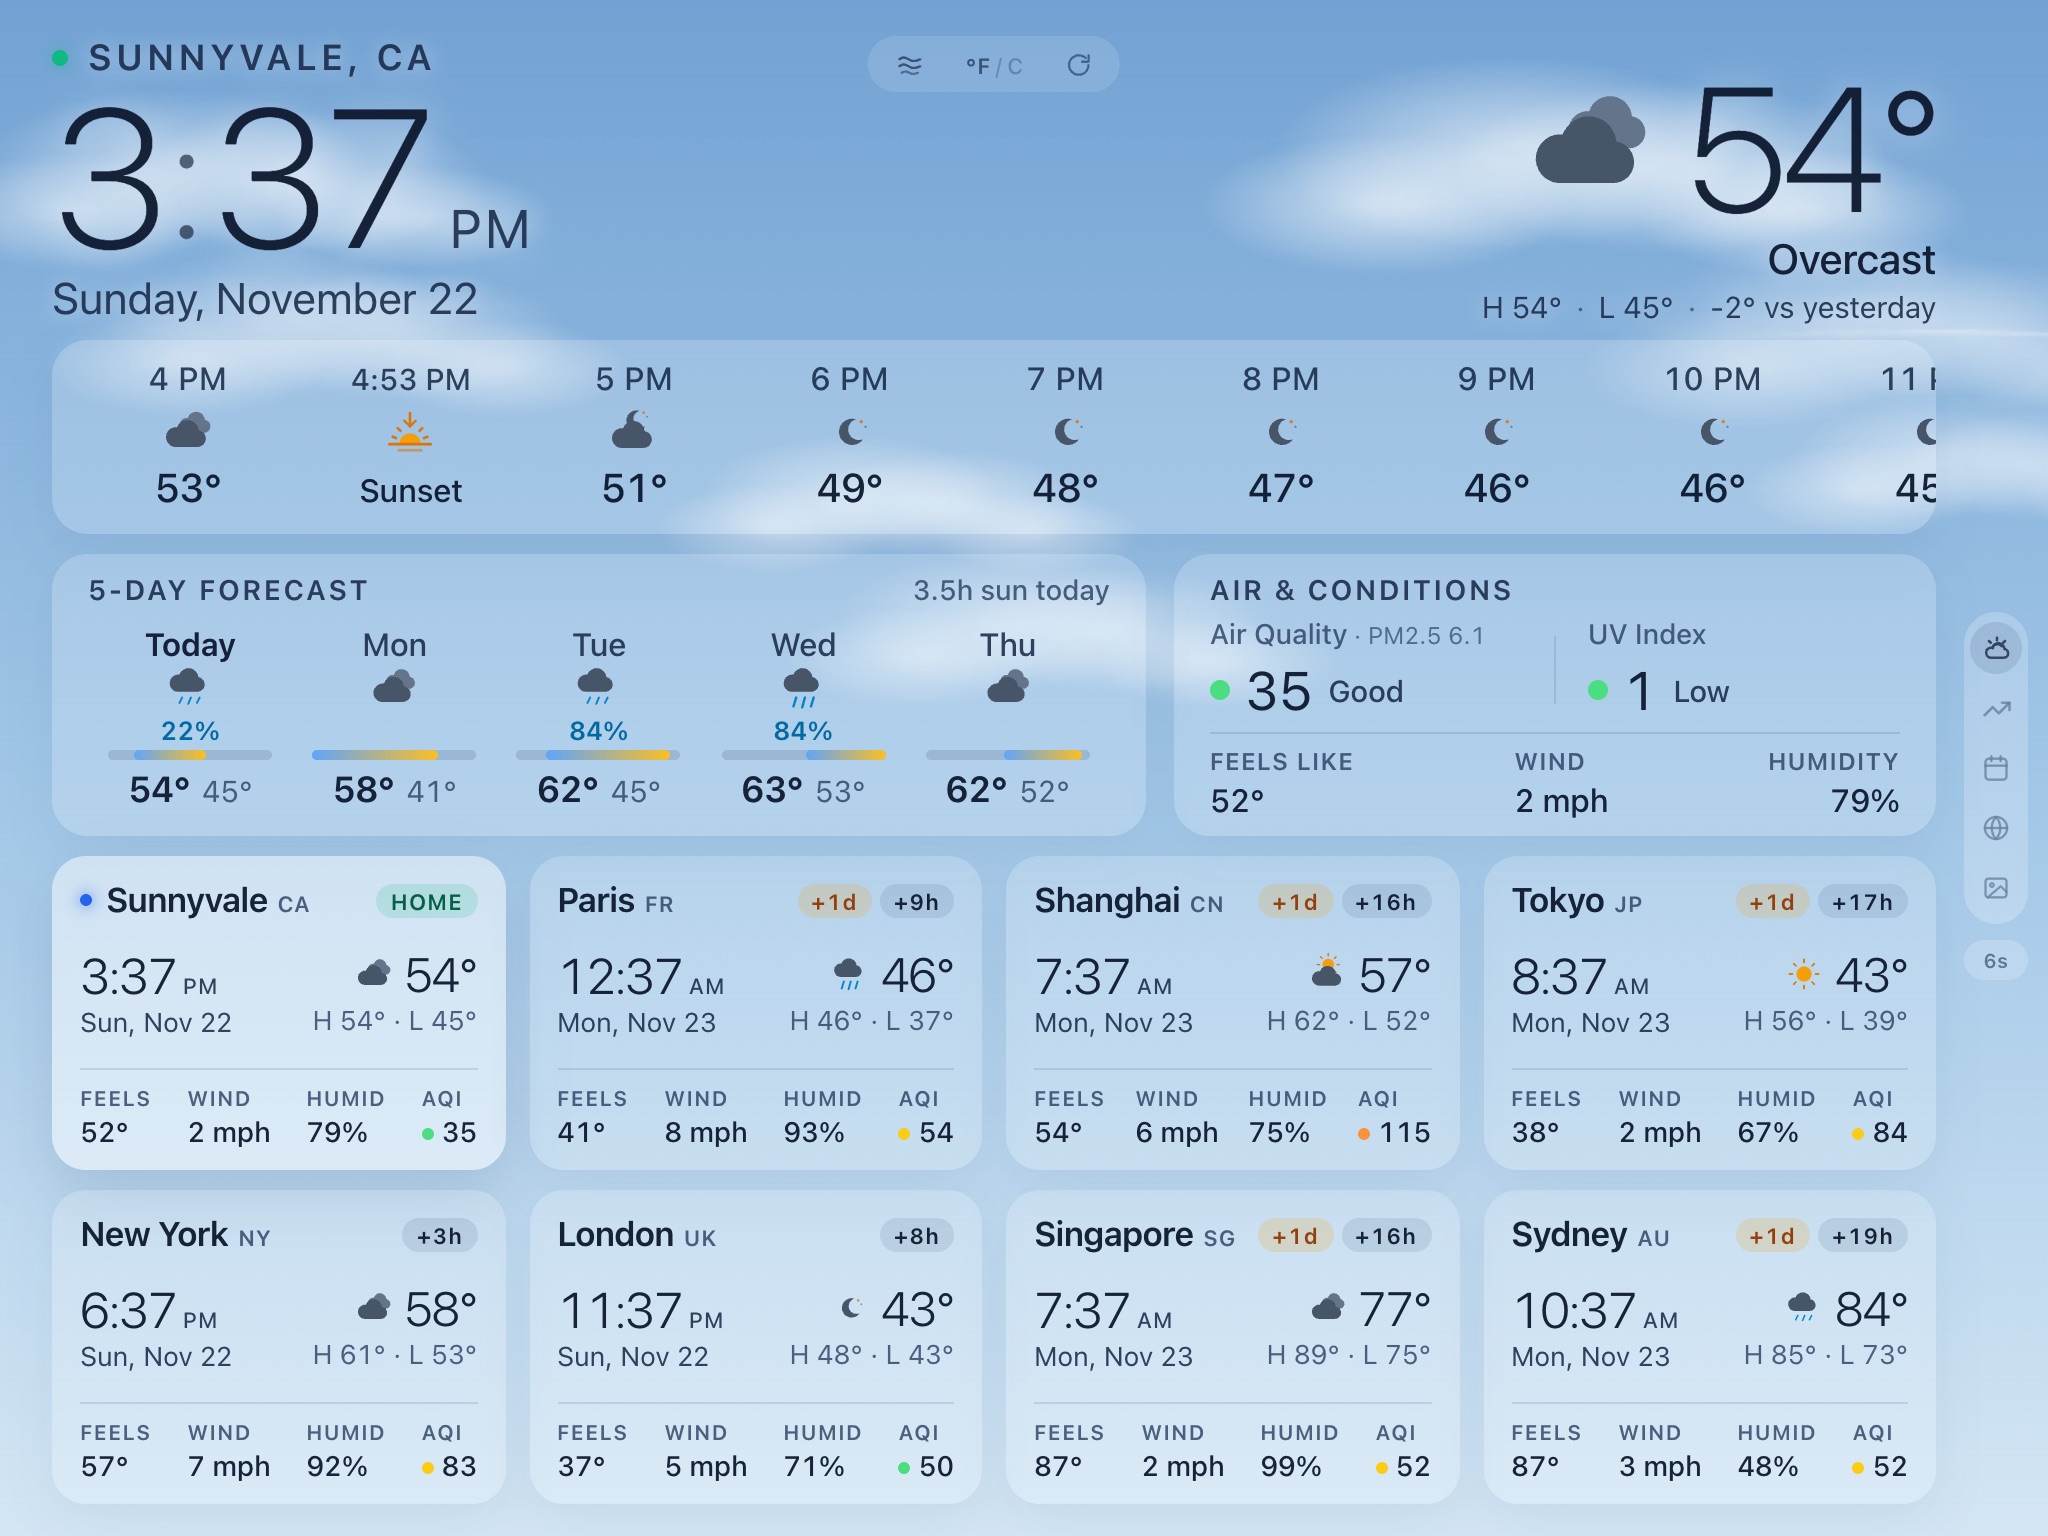 SUNNYVALE, CA
°F / C
3:37 PM
54°
Sunday, November 22
Overcast
H 54° · L 45° · -2° vs yesterday
4 PM 4:53 PM 5 PM 6 PM 7 PM 8 PM 9 PM 10 PM 11
53° Sunset 51° 49° 48° 47° 46° 46° 45
5-DAY FORECAST 3.5h sun today
Today Mon Tue Wed Thu
22% 84% 84%
54° 45° 58° 41° 62° 45° 63° 53° 62° 52°
AIR & CONDITIONS
Air Quality · PM2.5 6.1 UV Index
35 Good 1 Low
FEELS LIKE WIND HUMIDITY
52° 2 mph 79%
Sunnyvale CA HOME
3:37 PM 54°
Sun, Nov 22 H 54° · L 45°
FEELS WIND HUMID AQI
52° 2 mph 79% 35
Paris FR +1d +9h
12:37 AM 46°
Mon, Nov 23 H 46° · L 37°
FEELS WIND HUMID AQI
41° 8 mph 93% 54
Shanghai CN +1d +16h
7:37 AM 57°
Mon, Nov 23 H 62° · L 52°
FEELS WIND HUMID AQI
54° 6 mph 75% 115
Tokyo JP +1d +17h
8:37 AM 43°
Mon, Nov 23 H 56° · L 39°
FEELS WIND HUMID AQI
38° 2 mph 67% 84
6s
New York NY +3h
6:37 PM 58°
Sun, Nov 22 H 61° · L 53°
FEELS WIND HUMID AQI
57° 7 mph 92% 83
London UK +8h
11:37 PM 43°
Sun, Nov 22 H 48° · L 43°
FEELS WIND HUMID AQI
37° 5 mph 71% 50
Singapore SG +1d +16h
7:37 AM 77°
Mon, Nov 23 H 89° · L 75°
FEELS WIND HUMID AQI
87° 2 mph 99% 52
Sydney AU +1d +19h
10:37 AM 84°
Mon, Nov 23 H 85° · L 73°
FEELS WIND HUMID AQI
87° 3 mph 48% 52